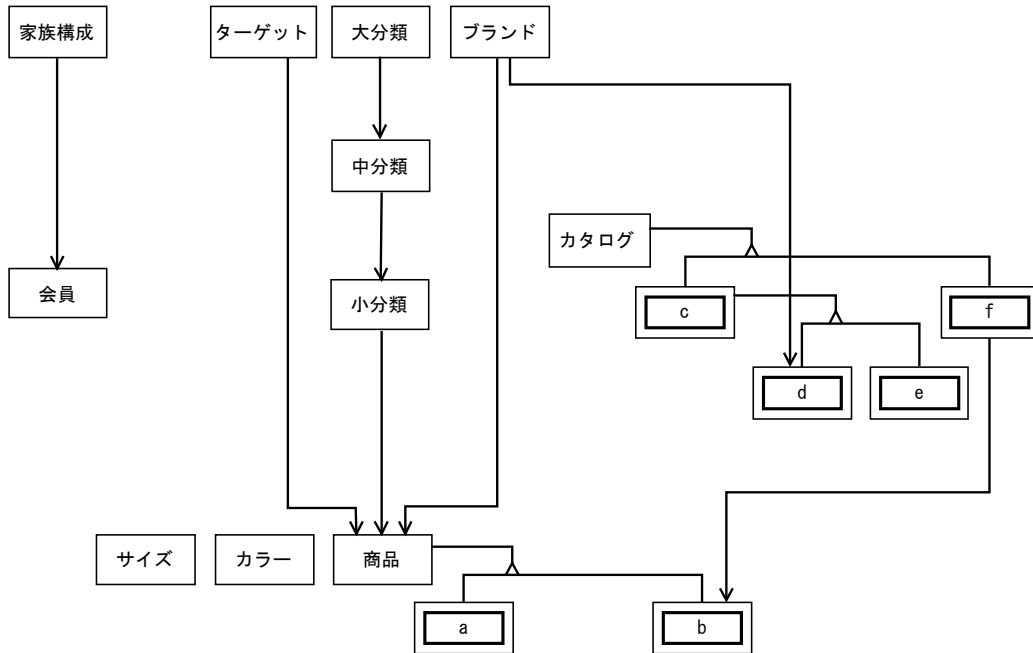 家族構成
ターゲット
大分類
ブランド
中分類
カタログ
会員
小分類
c
f
d
e
サイズ
カラー
商品
a
b